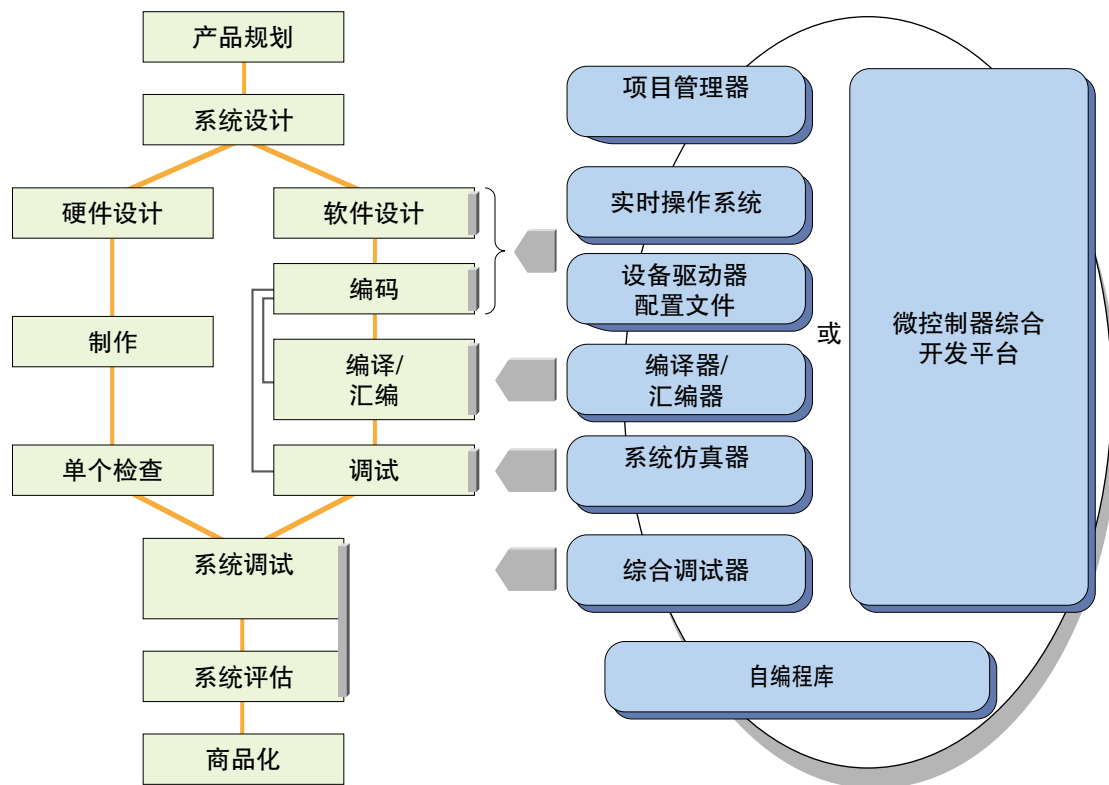 产品规划
系统设计
硬件设计
软件设计
编码
制作
编译/
汇编
单个检查
调试
系统调试
系统评估
商品化
项目管理器
实时操作系统
设备驱动器
配置文件
编译器/
汇编器
系统仿真器
综合调试器
自编程库
或
微控制器综合
开发平台